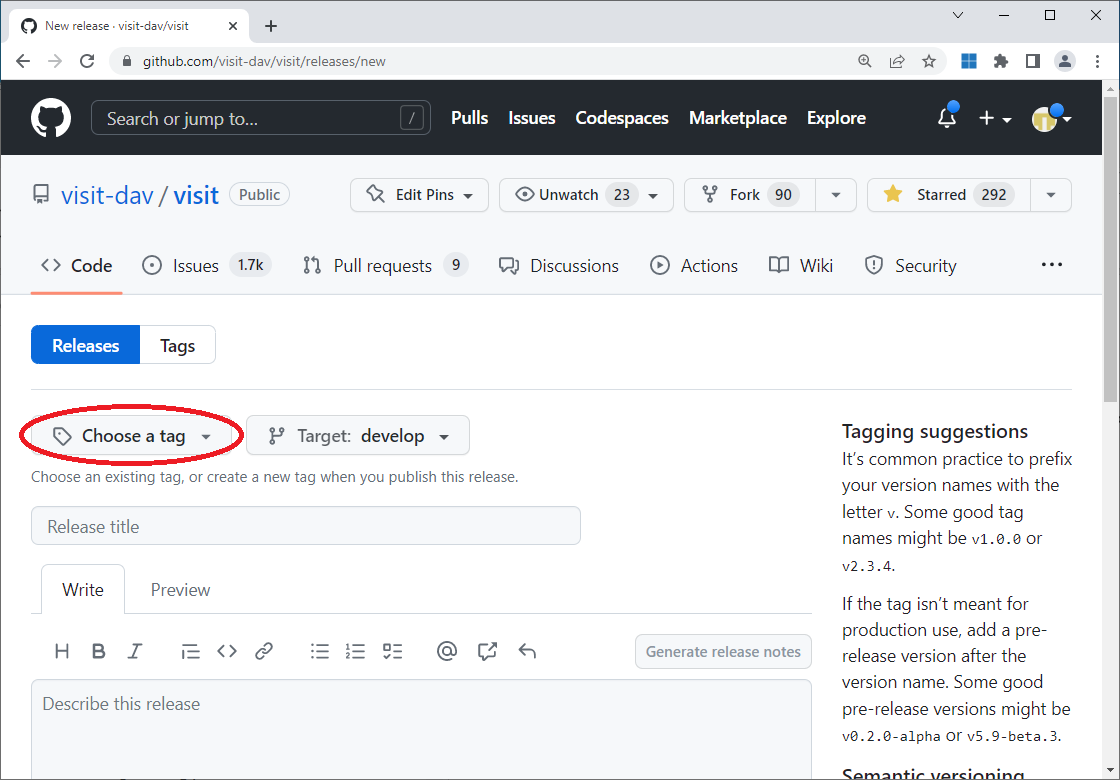 New release · visit-dav/visit
github.com/visit-dav/visit/releases/new
Search or jump to... / Pulls Issues Codespaces Marketplace Explore
visit-dav / visit Public Edit Pins Unwatch 23 Fork 90 Starred 292
Code Issues 1.7k Pull requests 9 Discussions Actions Wiki Security ...
Releases Tags
Choose a tag Target: develop
Choose an existing tag, or create a new tag when you publish this release.
Release title
Write Preview
H B I @ Generate release notes
Describe this release
Tagging suggestions
It’s common practice to prefix
your version names with the
letter v. Some good tag
names might be v1.0.0 or
v2.3.4.
If the tag isn’t meant for
production use, add a pre-
release version after the
version name. Some good
pre-release versions might be
v0.2.0-alpha or v5.9-beta.3.
Semantic versioning